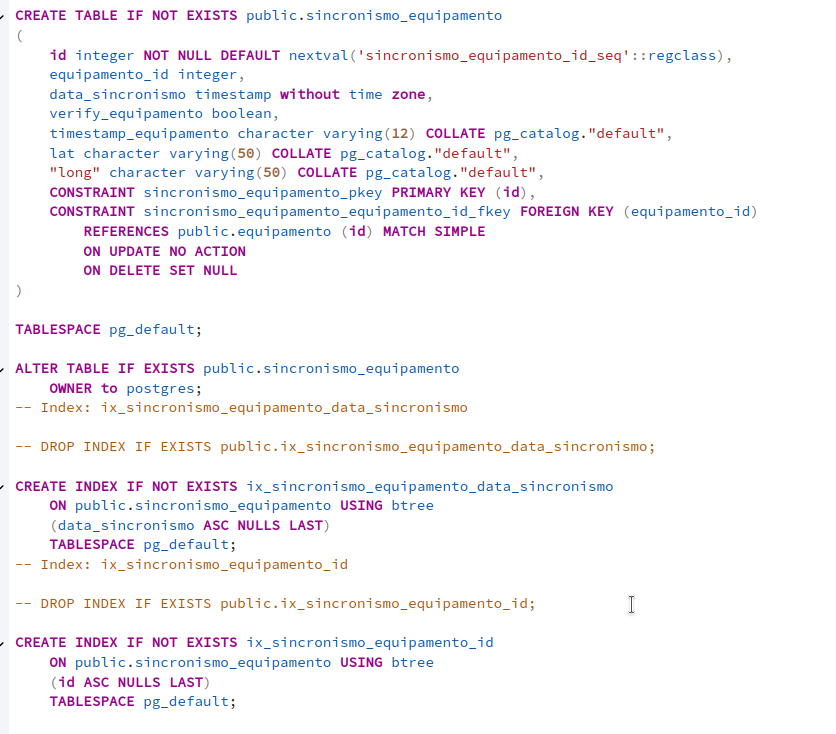 CREATE TABLE IF NOT EXISTS public.sincronismo_equipamento
(
    id integer NOT NULL DEFAULT nextval('sincronismo_equipamento_id_seq'::regclass),
    equipamento_id integer,
    data_sincronismo timestamp without time zone,
    verify_equipamento boolean,
    timestamp_equipamento character varying(12) COLLATE pg_catalog."default",
    lat character varying(50) COLLATE pg_catalog."default",
    "long" character varying(50) COLLATE pg_catalog."default",
    CONSTRAINT sincronismo_equipamento_pkey PRIMARY KEY (id),
    CONSTRAINT sincronismo_equipamento_equipamento_id_fkey FOREIGN KEY (equipamento_id)
        REFERENCES public.equipamento (id) MATCH SIMPLE
        ON UPDATE NO ACTION
        ON DELETE SET NULL
)

TABLESPACE pg_default;

ALTER TABLE IF EXISTS public.sincronismo_equipamento
    OWNER to postgres;
-- Index: ix_sincronismo_equipamento_data_sincronismo

-- DROP INDEX IF EXISTS public.ix_sincronismo_equipamento_data_sincronismo;

CREATE INDEX IF NOT EXISTS ix_sincronismo_equipamento_data_sincronismo
    ON public.sincronismo_equipamento USING btree
    (data_sincronismo ASC NULLS LAST)
    TABLESPACE pg_default;
-- Index: ix_sincronismo_equipamento_id

-- DROP INDEX IF EXISTS public.ix_sincronismo_equipamento_id;

CREATE INDEX IF NOT EXISTS ix_sincronismo_equipamento_id
    ON public.sincronismo_equipamento USING btree
    (id ASC NULLS LAST)
    TABLESPACE pg_default;